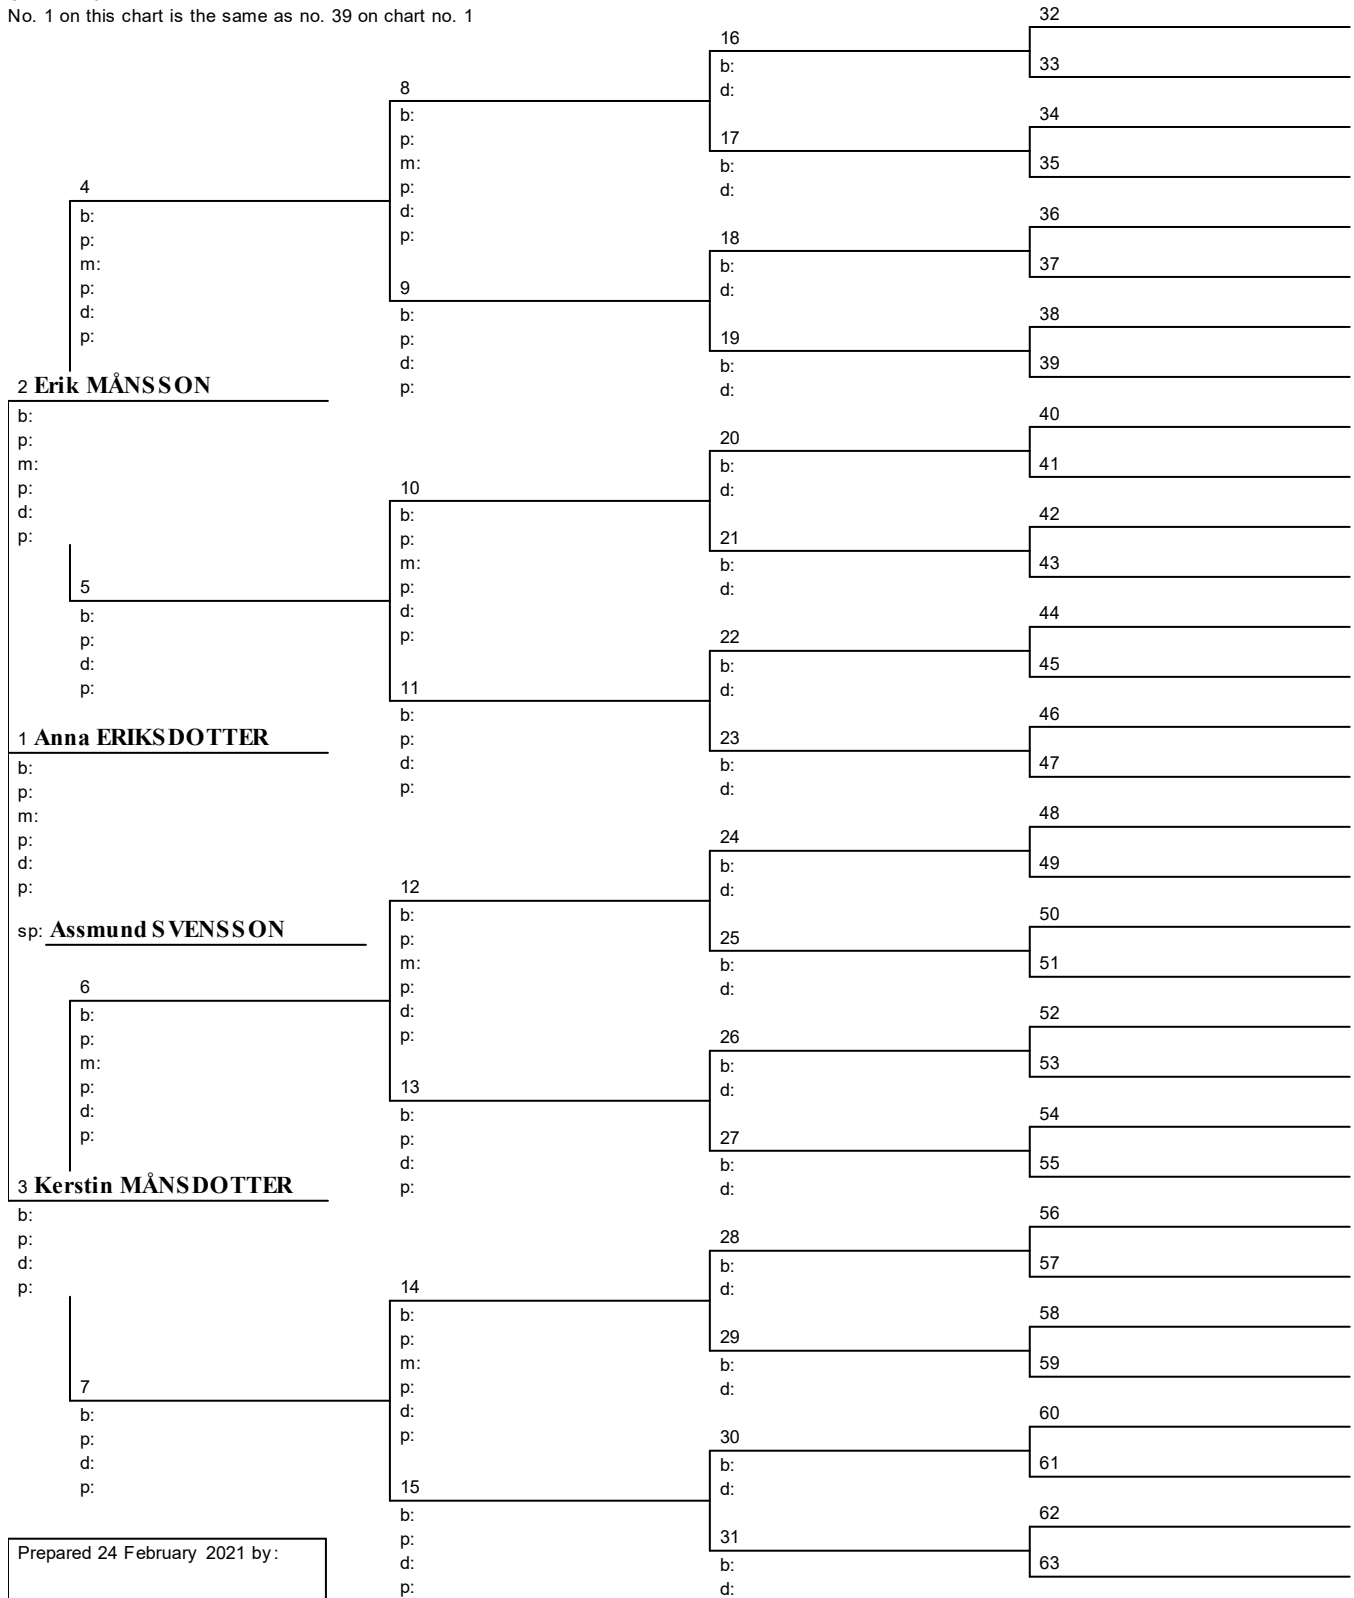 No. 1 on this chart is the same as no. 39 on chart no. 1
4
b:
p:
m:
p:
d:
p:
2 Erik MÅNSSON
b:
p:
m:
p:
d:
p:
5
b:
p:
d:
p:
1 Anna ERIKSDOTTER
b:
p:
m:
p:
d:
p:
sp: Assmund SVENSSON
6
b:
p:
m:
p:
d:
p:
3 Kerstin MÅNSDOTTER
b:
p:
d:
p:
7
b:
p:
d:
p:
Prepared 24 February 2021 by:
8
b:
p:
m:
p:
d:
p:
9
b:
p:
d:
p:
10
b:
p:
m:
p:
d:
p:
11
b:
p:
d:
p:
12
b:
p:
m:
p:
d:
p:
13
b:
p:
d:
p:
14
b:
p:
m:
p:
d:
p:
15
b:
p:
d:
p:
16
b:
d:
17
b:
d:
18
b:
d:
19
b:
d:
20
b:
d:
21
b:
d:
22
b:
d:
23
b:
d:
24
b:
d:
25
b:
d:
26
b:
d:
27
b:
d:
28
b:
d:
29
b:
d:
30
b:
d:
31
b:
d:
32
33
34
35
36
37
38
39
40
41
42
43
44
45
46
47
48
49
50
51
52
53
54
55
56
57
58
59
60
61
62
63